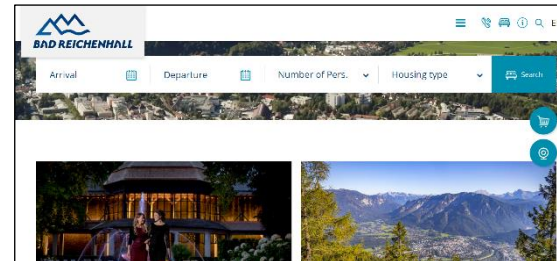 BAD REICHENHALL
E
Arrival
Departure
Number of Pers.
Housing type
Search